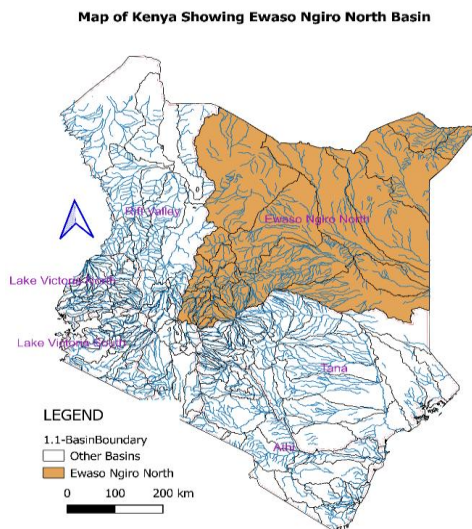 Map of Kenya Showing Ewaso Ngiro North Basin
Rift Valley
Ewaso Ngiro North
Lake Victoria North
Lake Victoria South
Tana
Athi
LEGEND
1.1-BasinBoundary
Other Basins
Ewaso Ngiro North
0 100 200 km